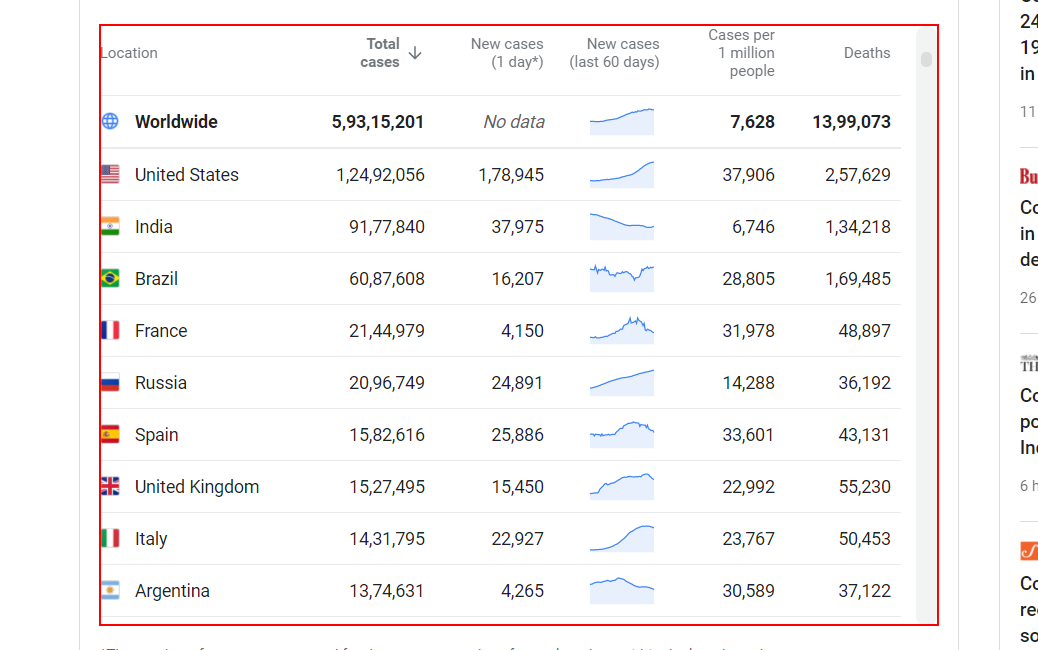 24
19
in
11
Location
Total cases
New cases (1 day*)
New cases (last 60 days)
Cases per 1 million people
Deaths
Worldwide 5,93,15,201 No data 7,628 13,99,073
United States 1,24,92,056 1,78,945 37,906 2,57,629
India 91,77,840 37,975 6,746 1,34,218
Brazil 60,87,608 16,207 28,805 1,69,485
France 21,44,979 4,150 31,978 48,897
Russia 20,96,749 24,891 14,288 36,192
Spain 15,82,616 25,886 33,601 43,131
United Kingdom 15,27,495 15,450 22,992 55,230
Italy 14,31,795 22,927 23,767 50,453
Argentina 13,74,631 4,265 30,589 37,122
Bu
Co
in
de
26
TH
Co
po
In
6 h
Co
re
so